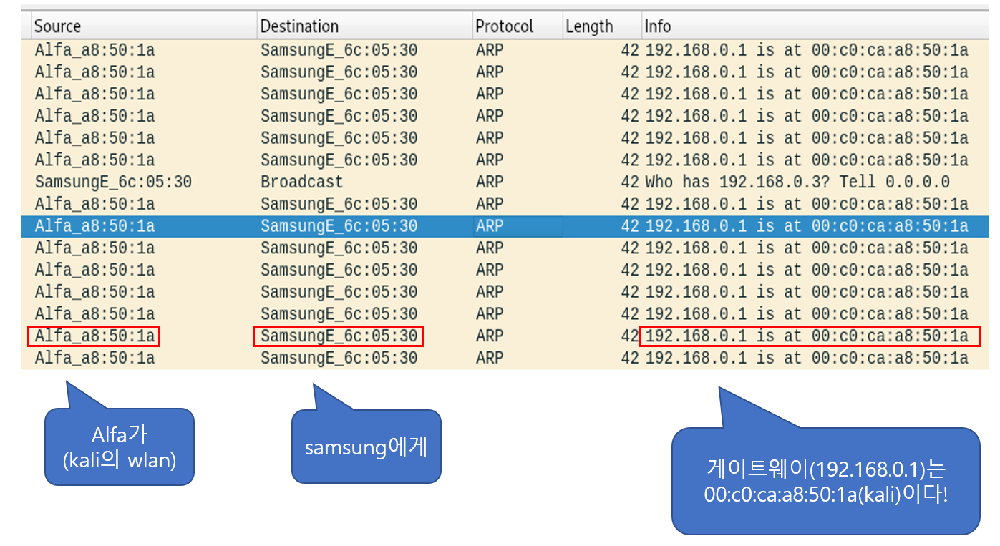 Source Destination Protocol Length Info
Alfa_a8:50:1a SamsungE_6c:05:30 ARP 42 192.168.0.1 is at 00:c0:ca:a8:50:1a
Alfa_a8:50:1a SamsungE_6c:05:30 ARP 42 192.168.0.1 is at 00:c0:ca:a8:50:1a
Alfa_a8:50:1a SamsungE_6c:05:30 ARP 42 192.168.0.1 is at 00:c0:ca:a8:50:1a
Alfa_a8:50:1a SamsungE_6c:05:30 ARP 42 192.168.0.1 is at 00:c0:ca:a8:50:1a
Alfa_a8:50:1a SamsungE_6c:05:30 ARP 42 192.168.0.1 is at 00:c0:ca:a8:50:1a
Alfa_a8:50:1a SamsungE_6c:05:30 ARP 42 192.168.0.1 is at 00:c0:ca:a8:50:1a
SamsungE_6c:05:30 Broadcast ARP 42 Who has 192.168.0.3? Tell 0.0.0.0
Alfa_a8:50:1a SamsungE_6c:05:30 ARP 42 192.168.0.1 is at 00:c0:ca:a8:50:1a
Alfa_a8:50:1a SamsungE_6c:05:30 ARP 42 192.168.0.1 is at 00:c0:ca:a8:50:1a
Alfa_a8:50:1a SamsungE_6c:05:30 ARP 42 192.168.0.1 is at 00:c0:ca:a8:50:1a
Alfa_a8:50:1a SamsungE_6c:05:30 ARP 42 192.168.0.1 is at 00:c0:ca:a8:50:1a
Alfa_a8:50:1a SamsungE_6c:05:30 ARP 42 192.168.0.1 is at 00:c0:ca:a8:50:1a
Alfa_a8:50:1a SamsungE_6c:05:30 ARP 42 192.168.0.1 is at 00:c0:ca:a8:50:1a
Alfa_a8:50:1a SamsungE_6c:05:30 ARP 42 192.168.0.1 is at 00:c0:ca:a8:50:1a
Alfa_a8:50:1a SamsungE_6c:05:30 ARP 42 192.168.0.1 is at 00:c0:ca:a8:50:1a
Alfa가
(kali의 wlan)
samsung에게
게이트웨이(192.168.0.1)는
00:c0:ca:a8:50:1a(kali)이다!